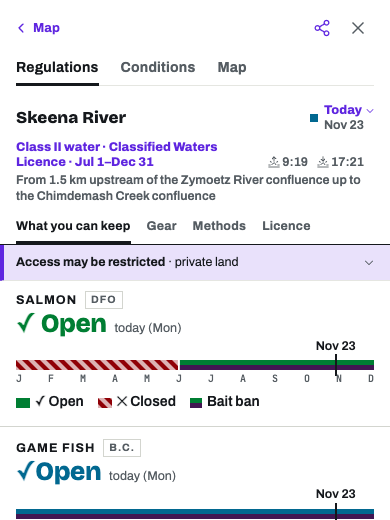 Map
Regulations Conditions Map
Skeena River
Today
Nov 23
Class II water · Classified Waters
Licence · Jul 1–Dec 31
9:19 17:21
From 1.5 km upstream of the Zymoetz River confluence up to
the Chimdemash Creek confluence
What you can keep Gear Methods Licence
Access may be restricted · private land
SALMON DFO
✓ Open today (Mon)
Nov 23
J F M A M J J A S O N D
✓ Open ✕ Closed Bait ban
GAME FISH B.C.
✓ Open today (Mon)
Nov 23